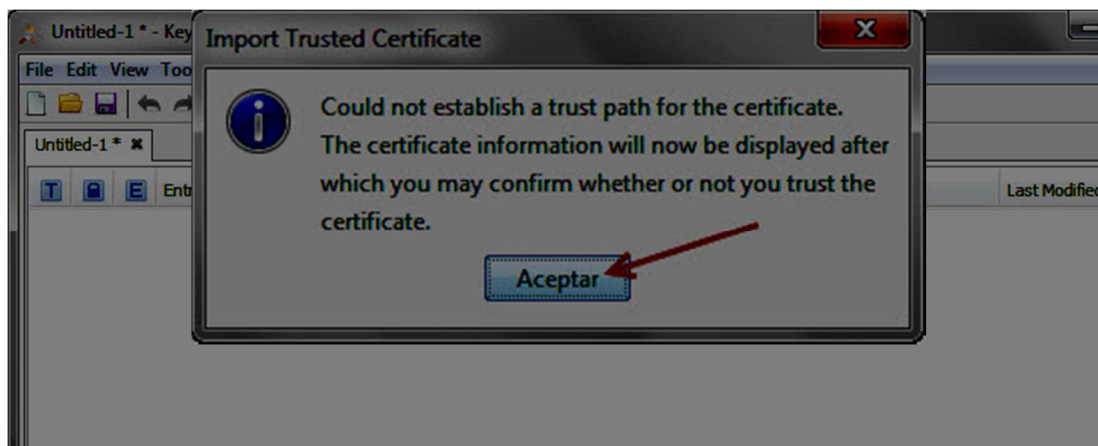 Untitled-1 * - Key
Import Trusted Certificate
File Edit View Too
Could not establish a trust path for the certificate.
The certificate information will now be displayed after
which you may confirm whether or not you trust the
certificate.
Aceptar
Untitled-1 *
T E Entr
Last Modified